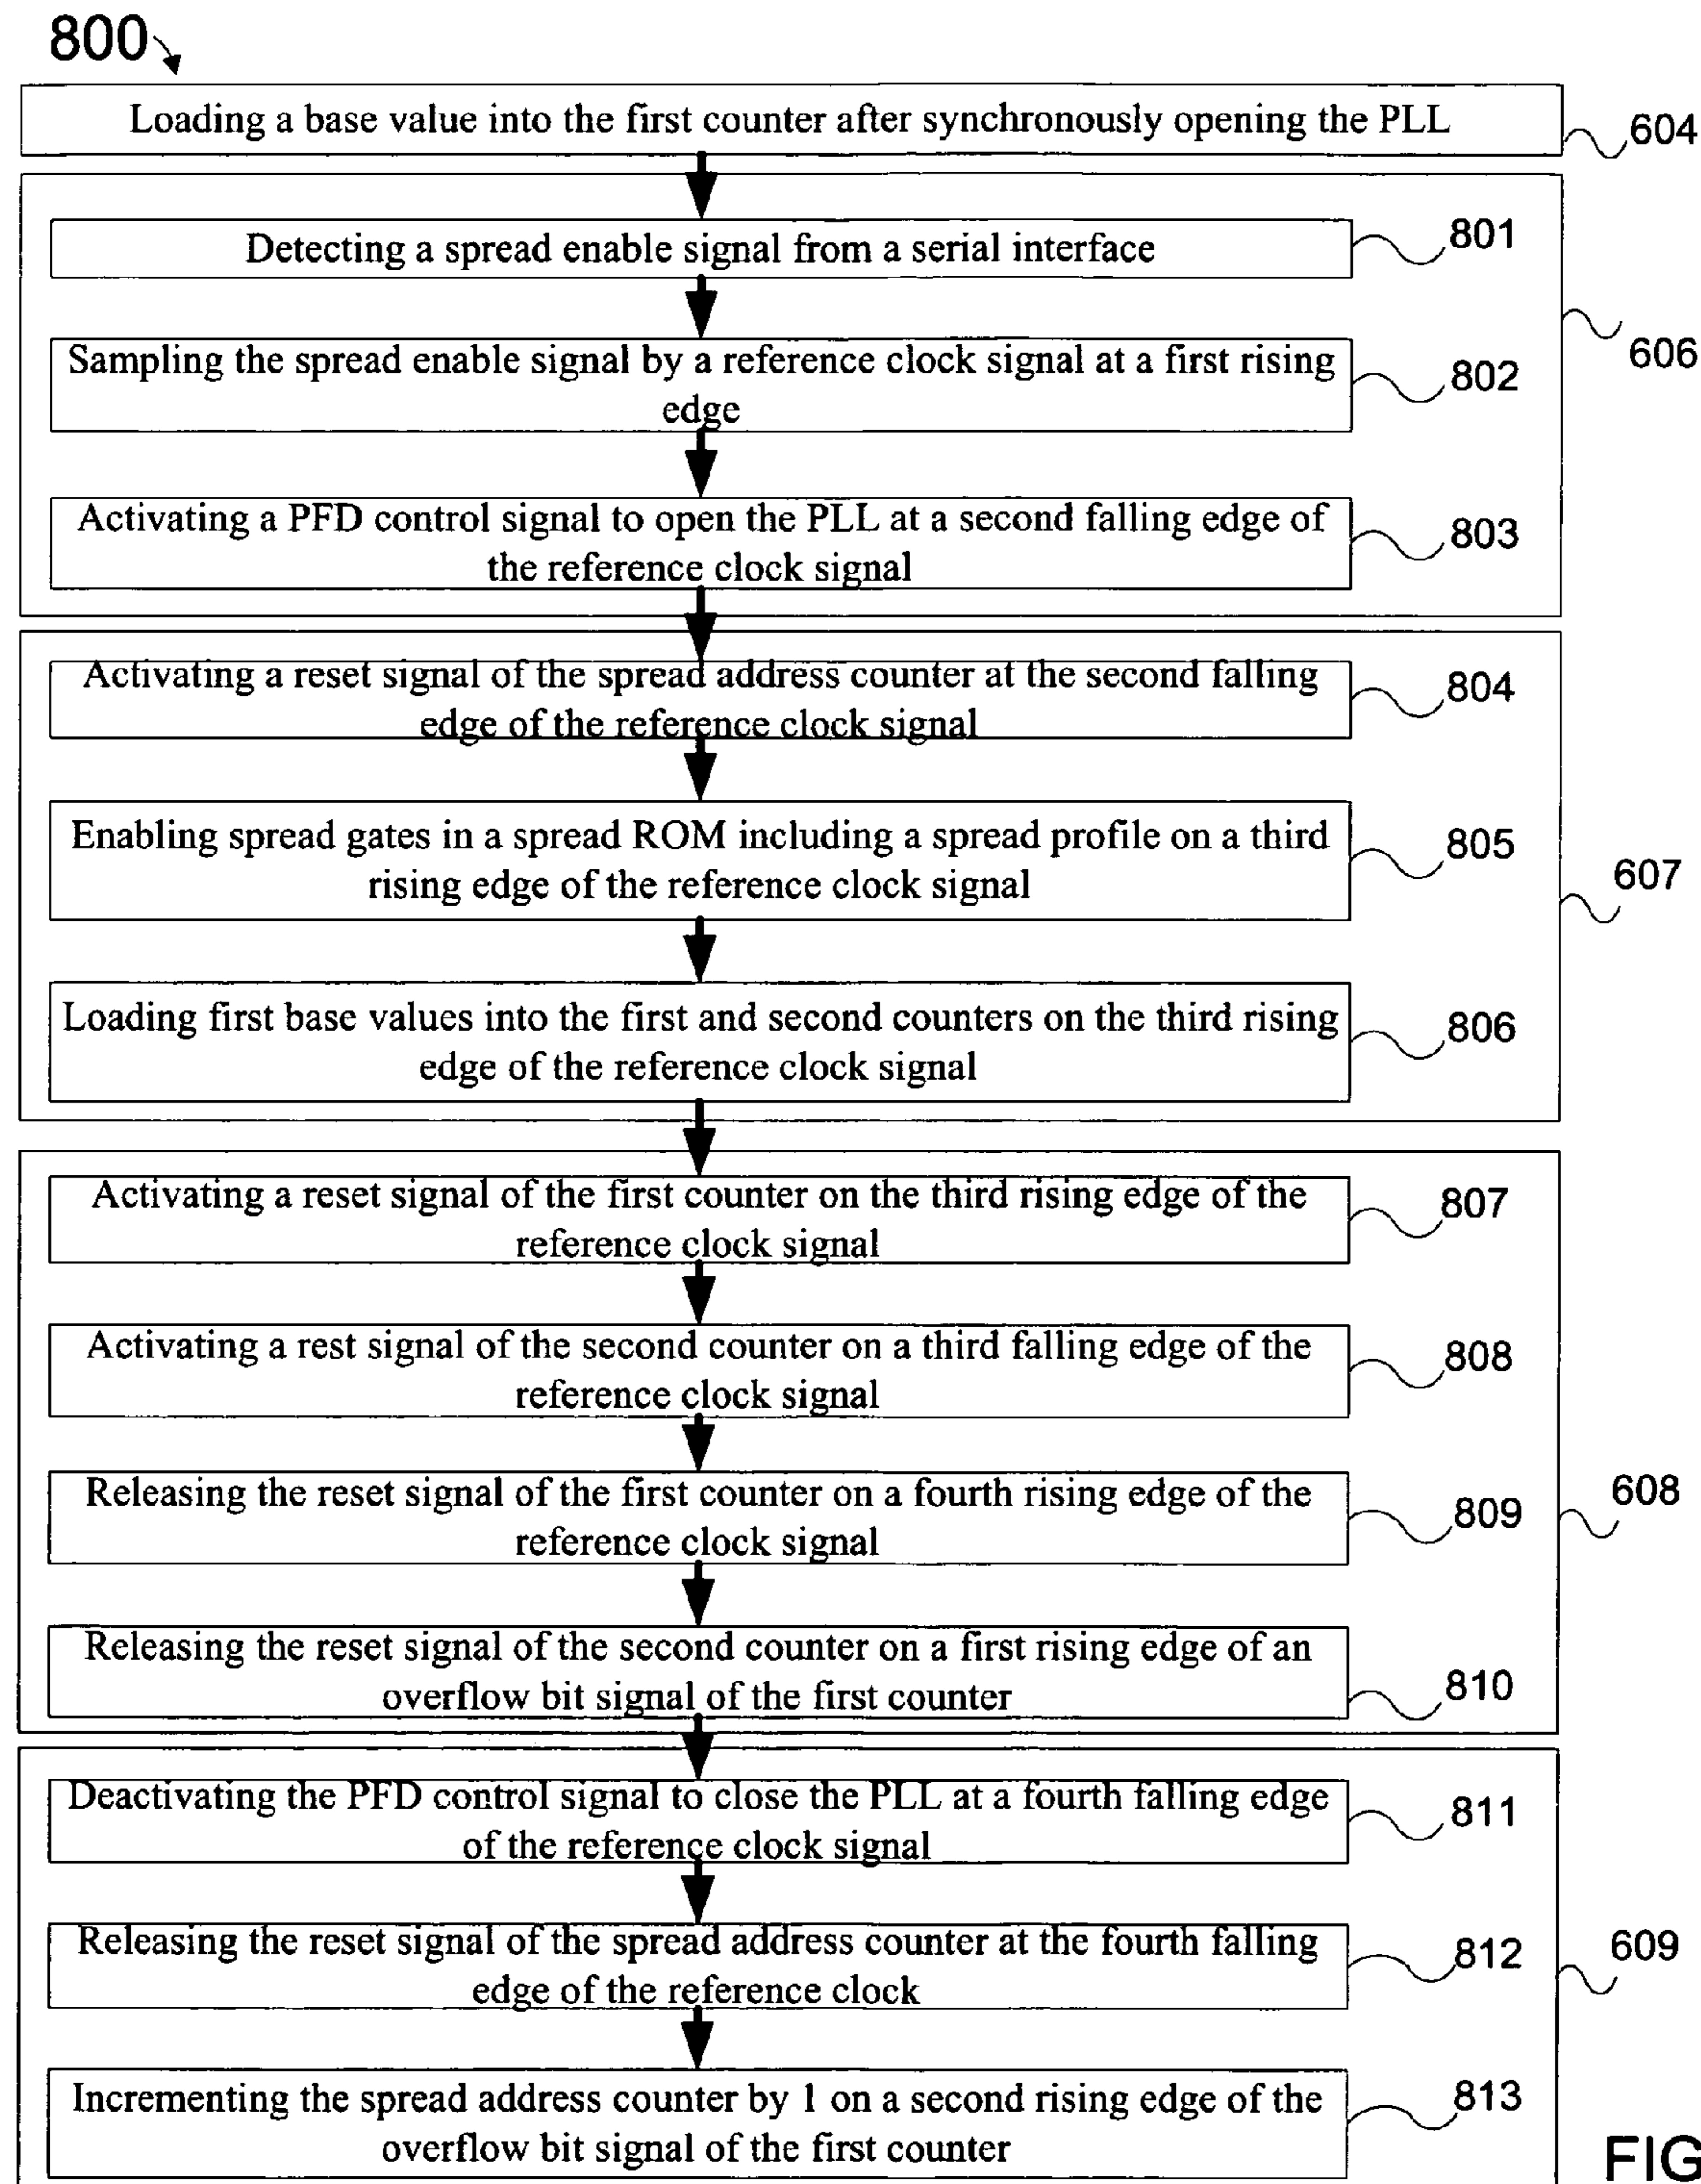 800
Loading a base value into the first counter after synchronously opening the PLL
604
Detecting a spread enable signal from a serial interface
801
Sampling the spread enable signal by a reference clock signal at a first rising
edge
802
606
Activating a PFD control signal to open the PLL at a second falling edge of
the reference clock signal
803
Activating a reset signal of the spread address counter at the second falling
edge of the reference clock signal
804
Enabling spread gates in a spread ROM including a spread profile on a third
rising edge of the reference clock signal
805
607
Loading first base values into the first and second counters on the third rising
edge of the reference clock signal
806
Activating a reset signal of the first counter on the third rising edge of the
reference clock signal
807
Activating a rest signal of the second counter on a third falling edge of the
reference clock signal
808
Releasing the reset signal of the first counter on a fourth rising edge of the
reference clock signal
809
608
Releasing the reset signal of the second counter on a first rising edge of an
overflow bit signal of the first counter
810
Deactivating the PFD control signal to close the PLL at a fourth falling edge
of the reference clock signal
811
Releasing the reset signal of the spread address counter at the fourth falling
edge of the reference clock
812
609
Incrementing the spread address counter by 1 on a second rising edge of the
overflow bit signal of the first counter
813
FIG